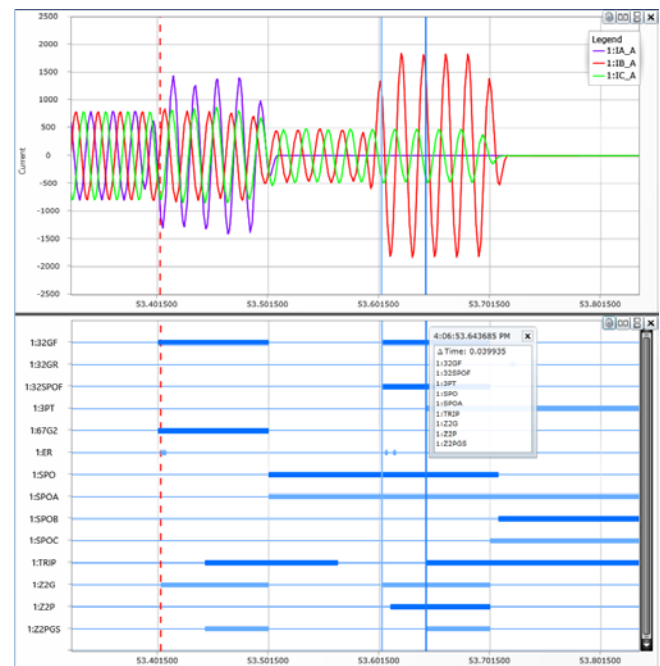 2500
2000
1500
1000
500
0
-500
-1000
-1500
-2000
-2500
Current
Legend
1:IA_A
1:IB_A
1:IC_A
53.401500 53.501500 53.601500 53.701500 53.801500
1:32GF
1:32GR
1:32SPOF
1:3PT
1:67G2
1:ER
1:SPO
1:SPOA
1:SPOB
1:SPOC
1:TRIP
1:Z2G
1:Z2P
1:Z2PGS
4:06:53.643685 PM
Δ Time: 0.039935
1:32GF
1:32SPOF
1:3PT
1:SPO
1:SPOA
1:TRIP
1:Z2G
1:Z2P
1:Z2PGS
53.401500 53.501500 53.601500 53.701500 53.801500